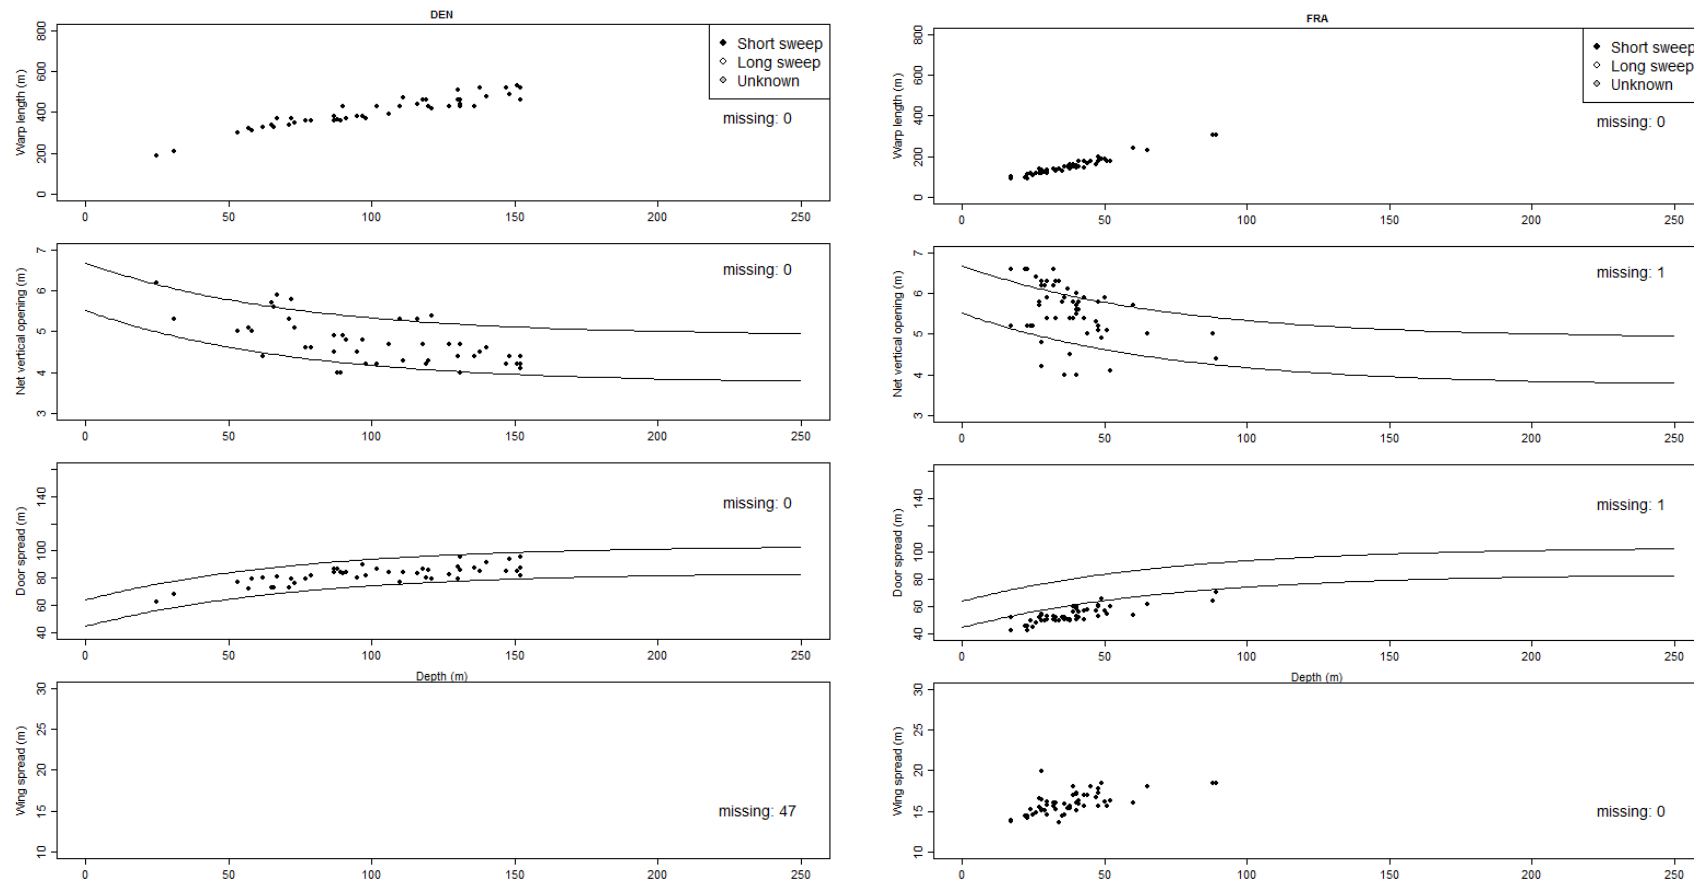 DEN
Warp length (m)
0 200 400 600 800
Short sweep
Long sweep
Unknown
missing: 0
0 50 100 150 200 250
Net vertical opening (m)
3 4 5 6 7
missing: 0
0 50 100 150 200 250
Door spread (m)
40 60 80 100 140
missing: 0
0 50 100 150 200 250
Depth (m)
Wing spread (m)
10 15 20 25 30
missing: 47
0 50 100 150 200 250
FRA
Warp length (m)
0 200 400 600 800
Short sweep
Long sweep
Unknown
missing: 0
0 50 100 150 200 250
Net vertical opening (m)
3 4 5 6 7
missing: 1
0 50 100 150 200 250
Door spread (m)
40 60 80 100 140
missing: 1
0 50 100 150 200 250
Depth (m)
Wing spread (m)
10 15 20 25 30
missing: 0
0 50 100 150 200 250